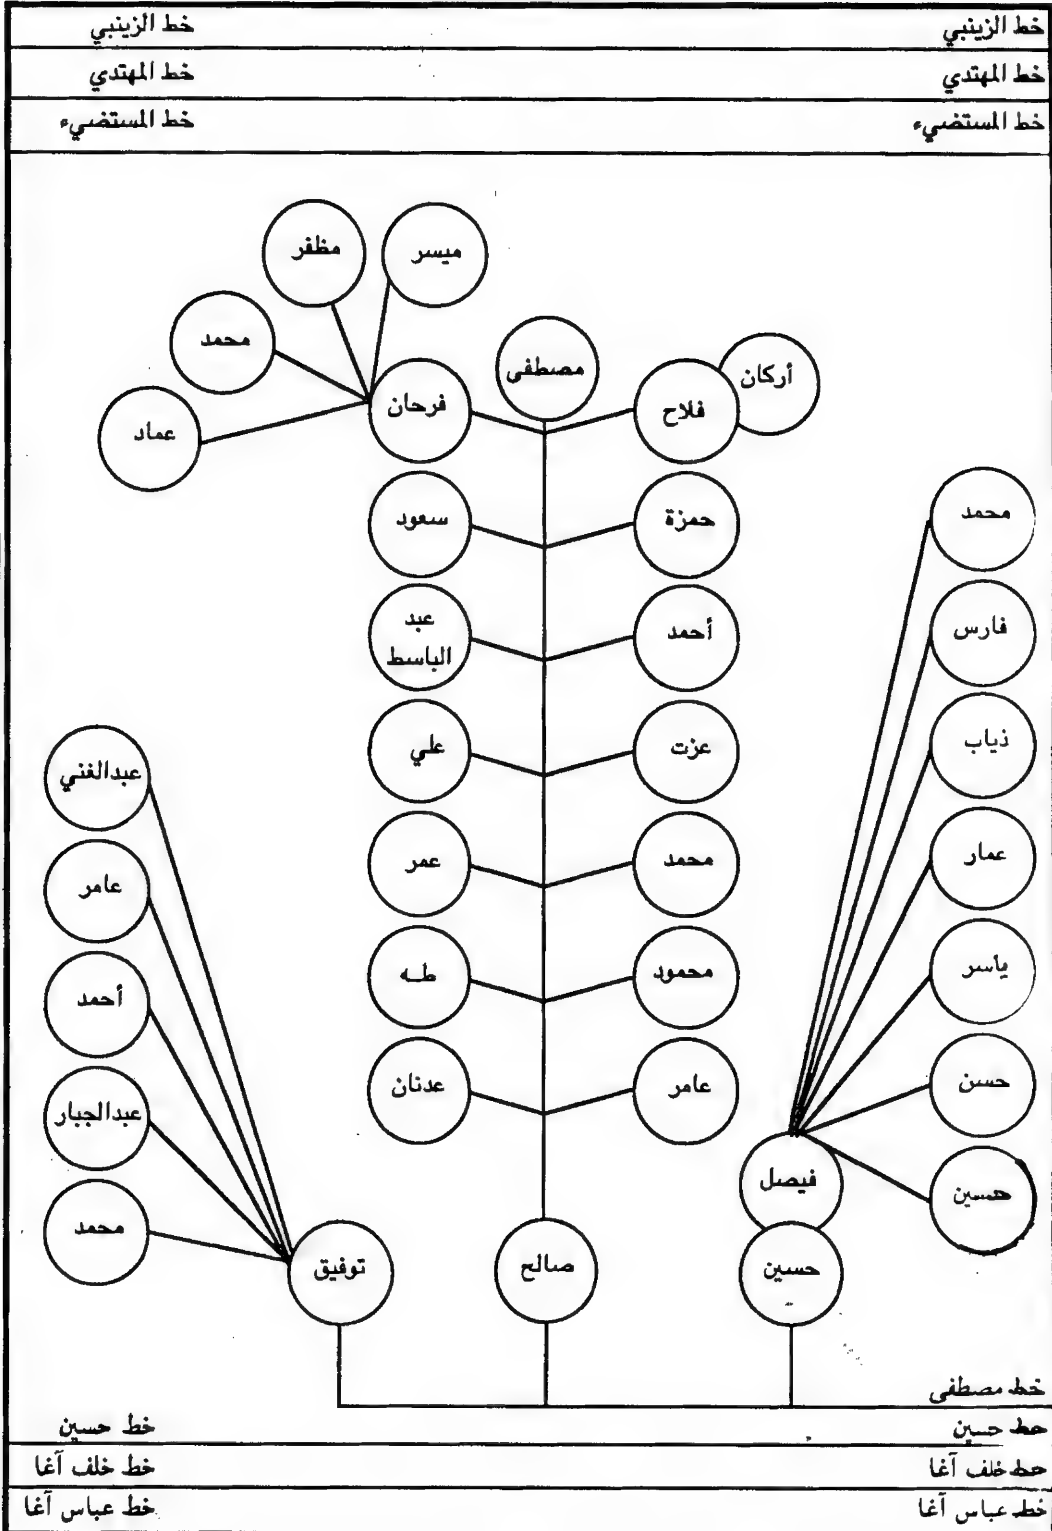 خط الزينبي خط الزينبي
خط المهتدي خط المهتدي
خط المستضيء خط المستضيء
ميسر
مظفر
محمد
عماد
مصطفى
أركان
فلاح
فرحان
حمزة
سعود
أحمد
عبد
الباسط
عزت
علي
محمد
عمر
محمود
طه
عامر
عدنان
محمد
فارس
ذياب
عمار
ياسر
حسن
حسين
فيصل
حسين
صالح
توفيق
عبدالغني
عامر
أحمد
عبدالجبار
محمد
خط مصطفى
خط حسين خط حسين
خط خلف آغا خط خلف آغا
خط عباس آغا خط عباس آغا